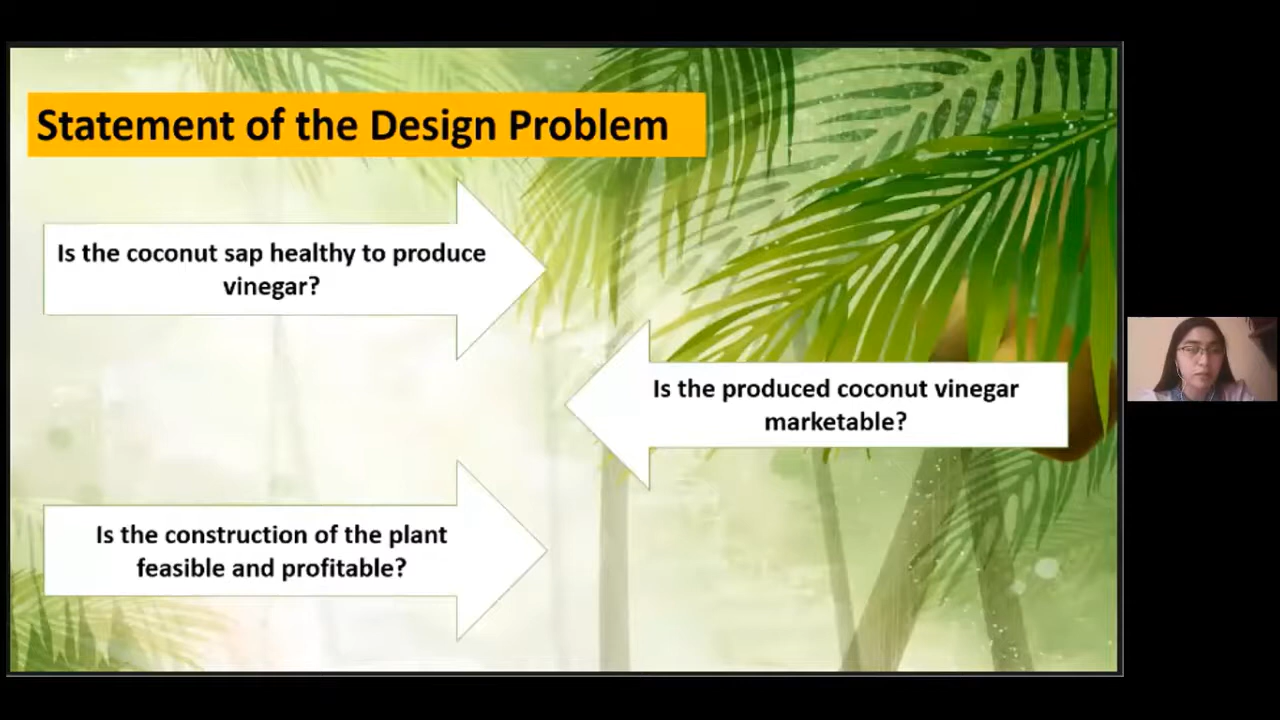 Statement of the Design Problem
Is the coconut sap healthy to produce
vinegar?
Is the produced coconut vinegar
marketable?
Is the construction of the plant
feasible and profitable?